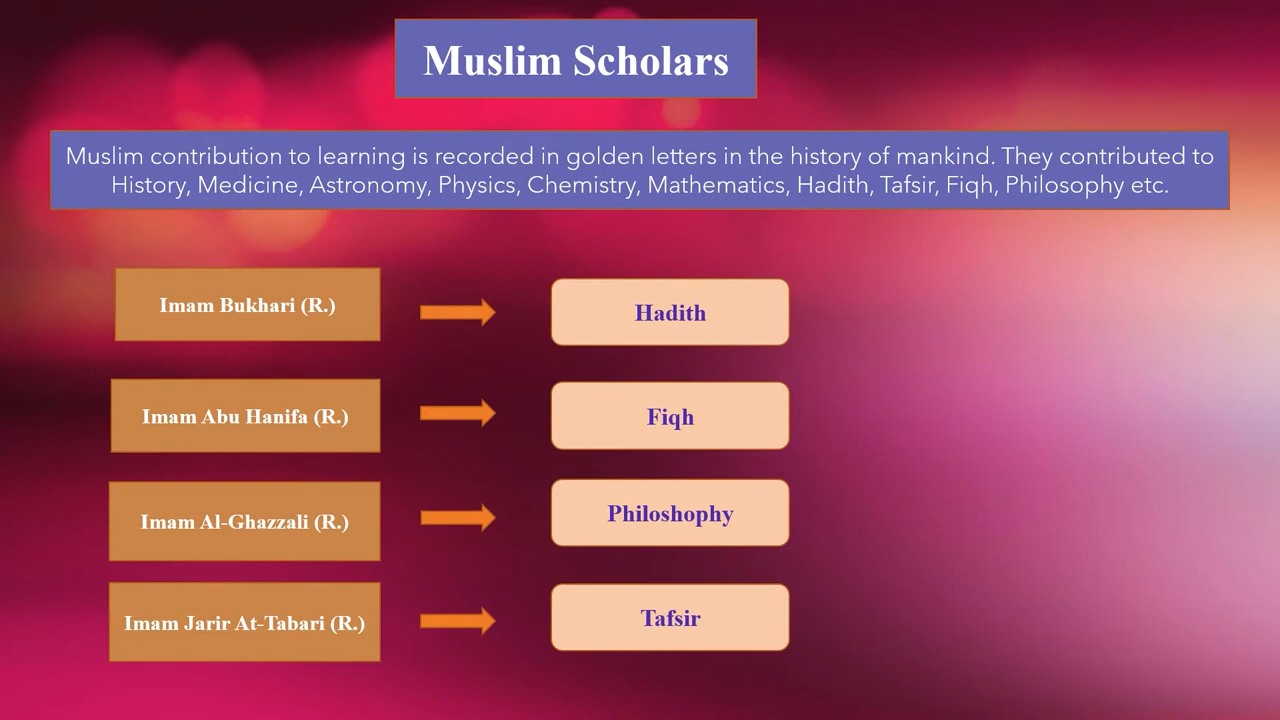 Muslim Scholars
Muslim contribution to learning is recorded in golden letters in the history of mankind. They contributed to
History, Medicine, Astronomy, Physics, Chemistry, Mathematics, Hadith, Tafsir, Fiqh, Philosophy etc.
Imam Bukhari (R.)
Hadith
Imam Abu Hanifa (R.)
Fiqh
Imam Al-Ghazzali (R.)
Philoshophy
Imam Jarir At-Tabari (R.)
Tafsir